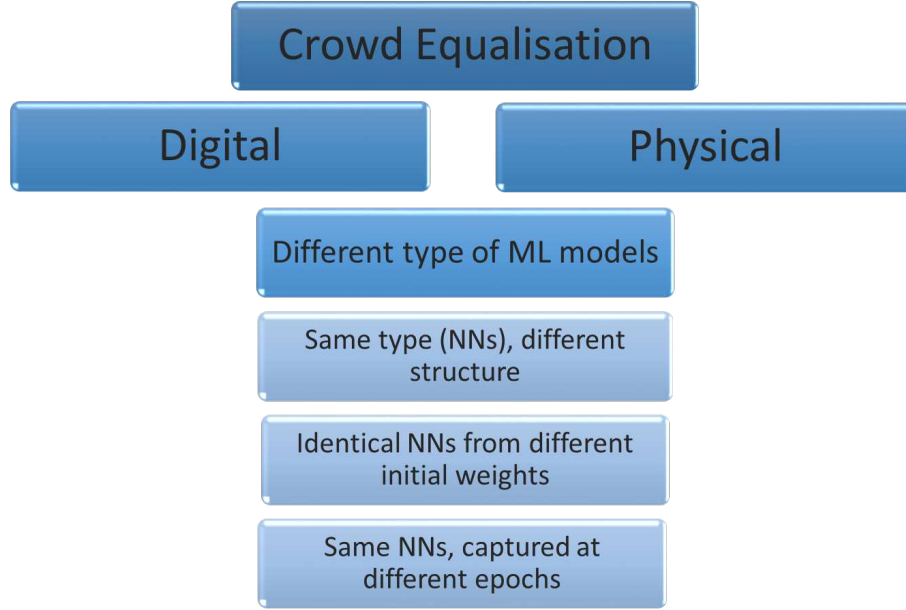 Crowd Equalisation
Digital
Physical
Different type of ML models
Same type (NNs), different
structure
Identical NNs from different
initial weights
Same NNs, captured at
different epochs